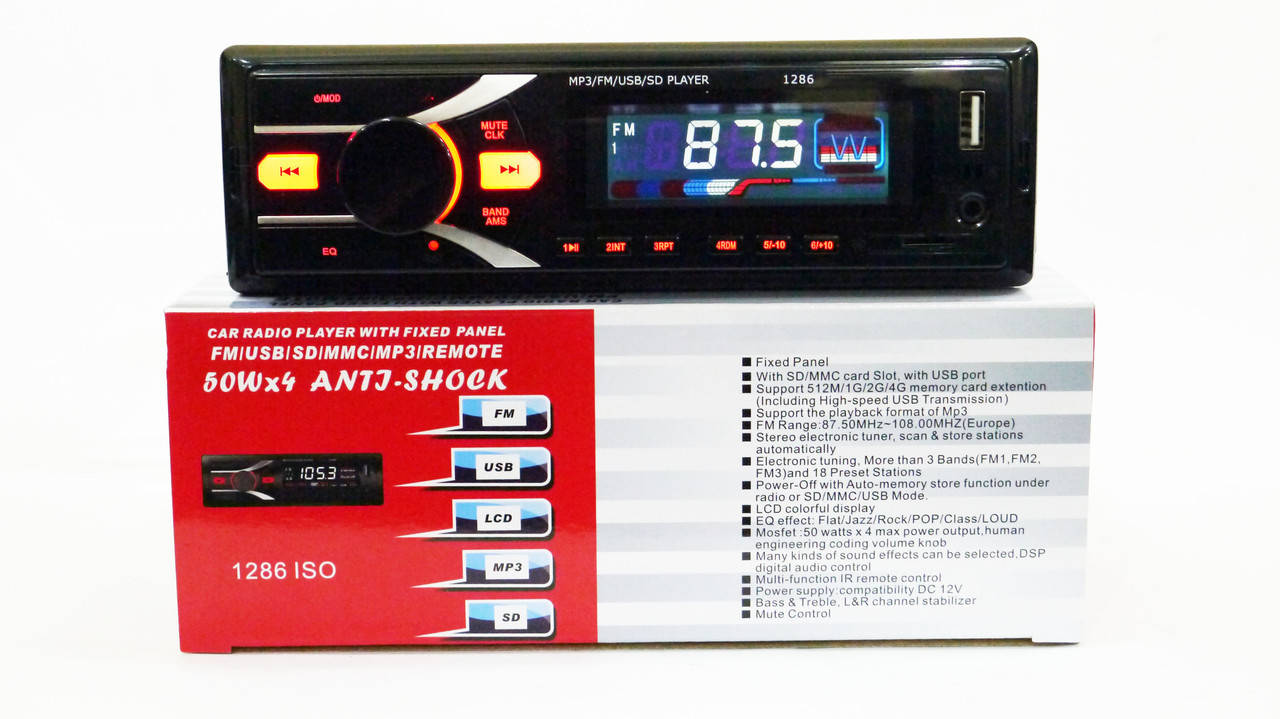 MP3/FM/USB/SD PLAYER
1286
⏻/MOD
MUTE
CLK
BAND
AMS
EQ
FM
1
87.5
1
2INT
3RPT
4RDM
5/-10
6/+10
CAR RADIO PLAYER WITH FIXED PANEL
FM|USB|SD|MMC|MP3|REMOTE
50Wx4 ANTI-SHOCK
FM
USB
LCD
MP3
SD
105.3
1286 ISO
■ Fixed Panel
■ With SD/MMC card Slot, with USB port
■ Support 512M/1G/2G/4G memory card extention
(Including High-speed USB Transmission)
■ Support the playback format of Mp3
■ FM Range:87.50MHz~108.00MHZ(Europe)
■ Stereo electronic tuner, scan & store stations
automatically
■ Electronic tuning, More than 3 Bands(FM1,FM2,
FM3)and 18 Preset Stations
■ Power-Off with Auto-memory store function under
radio or SD/MMC/USB Mode.
■ LCD colorful display
■ EQ effect: Flat/Jazz/Rock/POP/Class/LOUD
■ Mosfet :50 watts x 4 max power output,human
engineering coding volume knob
■ Many kinds of sound effects can be selected,DSP
digital audio control
■ Multi-function IR remote control
■ Power supply:compatibility DC 12V
■ Bass & Treble, L&R channel stabilizer
■ Mute Control